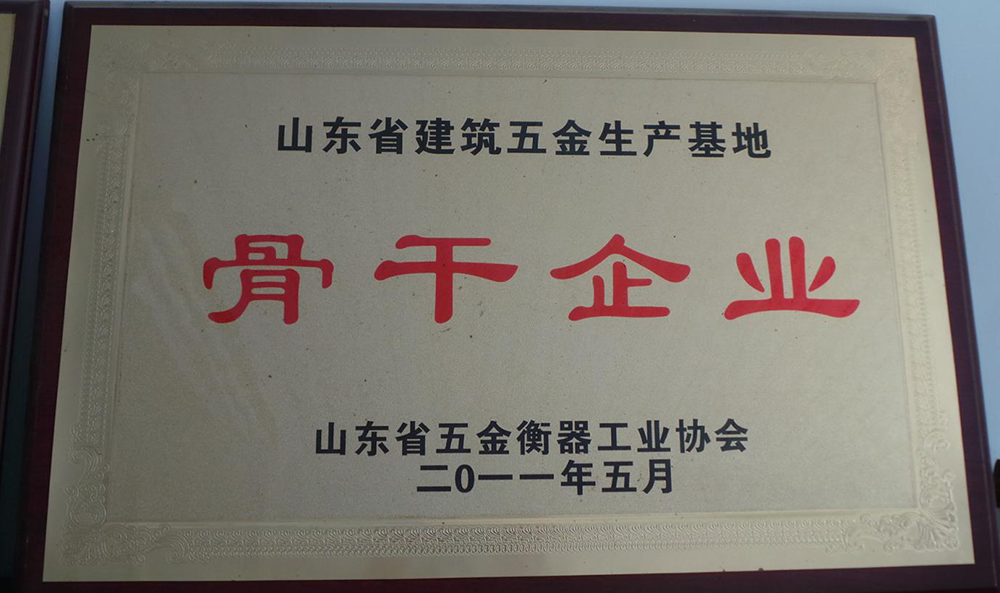 山东省建筑五金生产基地
骨干企业
山东省五金衡器工业协会
二0一一年五月